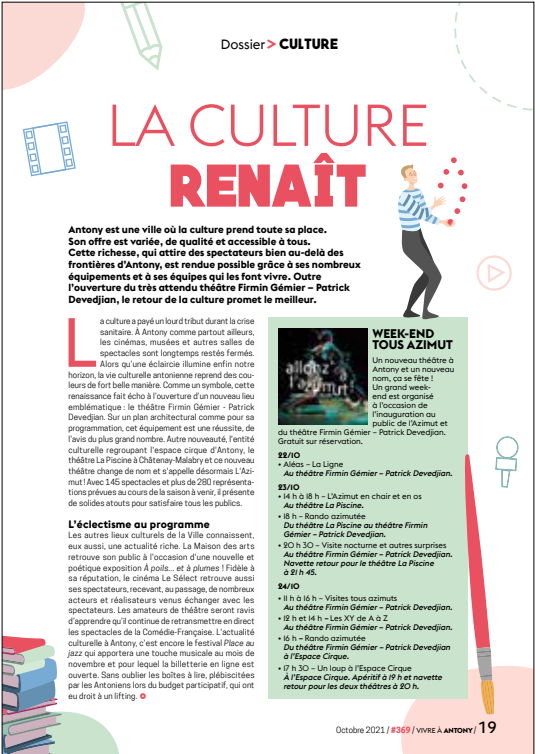 Dossier > CULTURE
LA CULTURE
RENAÎT
Antony est une ville où la culture prend toute sa place.
Son offre est variée, de qualité et accessible à tous.
Cette richesse, qui attire des spectateurs bien au-delà des
frontières d'Antony, est rendue possible grâce à ses nombreux
équipements et à ses équipes qui les font vivre. Outre
l'ouverture du très attendu théâtre Firmin Gémier – Patrick
Devedjian, le retour de la culture promet le meilleur.
La culture a payé un lourd tribut durant la crise
sanitaire. À Antony comme partout ailleurs,
les cinémas, musées et autres salles de
spectacles sont longtemps restés fermés.
Alors qu'une éclaircie illumine enfin notre
horizon, la vie culturelle antonienne reprend des cou-
leurs de fort belle manière. Comme un symbole, cette
renaissance fait écho à l'ouverture d'un nouveau lieu
emblématique : le théâtre Firmin Gémier - Patrick
Devedjian. Sur un plan architectural comme pour sa
programmation, cet équipement est une réussite, de
l'avis du plus grand nombre. Autre nouveauté, l'entité
culturelle regroupant l'espace cirque d'Antony, le
théâtre La Piscine à Châtenay-Malabry et ce nouveau
théâtre change de nom et s'appelle désormais L'Azi-
mut ! Avec 145 spectacles et plus de 280 représenta-
tions prévues au cours de la saison à venir, il présente
de solides atouts pour satisfaire tous les publics.
L'éclectisme au programme
Les autres lieux culturels de la Ville connaissent,
eux aussi, une actualité riche. La Maison des arts
retrouve son public à l'occasion d'une nouvelle et
poétique exposition À poils... et à plumes ! Fidèle à
sa réputation, le cinéma Le Sélect retrouve aussi
ses spectateurs, recevant, au passage, de nombreux
acteurs et réalisateurs venus échanger avec les
spectateurs. Les amateurs de théâtre seront ravis
d'apprendre qu'il continue de retransmettre en direct
les spectacles de la Comédie-Française. L'actualité
culturelle à Antony, c'est encore le festival Place au
jazz qui apportera une touche musicale au mois de
novembre et pour lequel la billetterie en ligne est
ouverte. Sans oublier les boîtes à lire, plébiscitées
par les Antoniens lors du budget participatif, qui ont
eu droit à un lifting.
allons
à l'azimut!
WEEK-END
TOUS AZIMUT
Un nouveau théâtre à
Antony et un nouveau
nom, ça se fête !
Un grand week-
end est organisé
à l'occasion de
l'inauguration au
public de l'Azimut et
du théâtre Firmin Gémier – Patrick Devedjian.
Gratuit sur réservation.
22/10
• Aléas – La Ligne
Au théâtre Firmin Gémier – Patrick Devedjian.
23/10
• 14 h à 18 h – L'Azimut en chair et en os
Au théâtre La Piscine.
• 18 h – Rando azimutée
Du théâtre La Piscine au théâtre Firmin
Gémier – Patrick Devedjian.
• 20 h 30 – Visite nocturne et autres surprises
Au théâtre Firmin Gémier – Patrick Devedjian.
Navette retour pour le théâtre La Piscine
à 21 h 45.
24/10
• 11 h à 16 h – Visites tous azimuts
Au théâtre Firmin Gémier – Patrick Devedjian.
• 12 h et 14 h – Les XY de A à Z
Au théâtre Firmin Gémier – Patrick Devedjian.
• 16 h – Rando azimutée
Du théâtre Firmin Gémier – Patrick Devedjian
à l'Espace Cirque.
• 17 h 30 – Un loup à l'Espace Cirque
À l'Espace Cirque. Apéritif à 19 h et navette
retour pour les deux théâtres à 20 h.
Octobre 2021 / #369 / VIVRE À ANTONY / 19